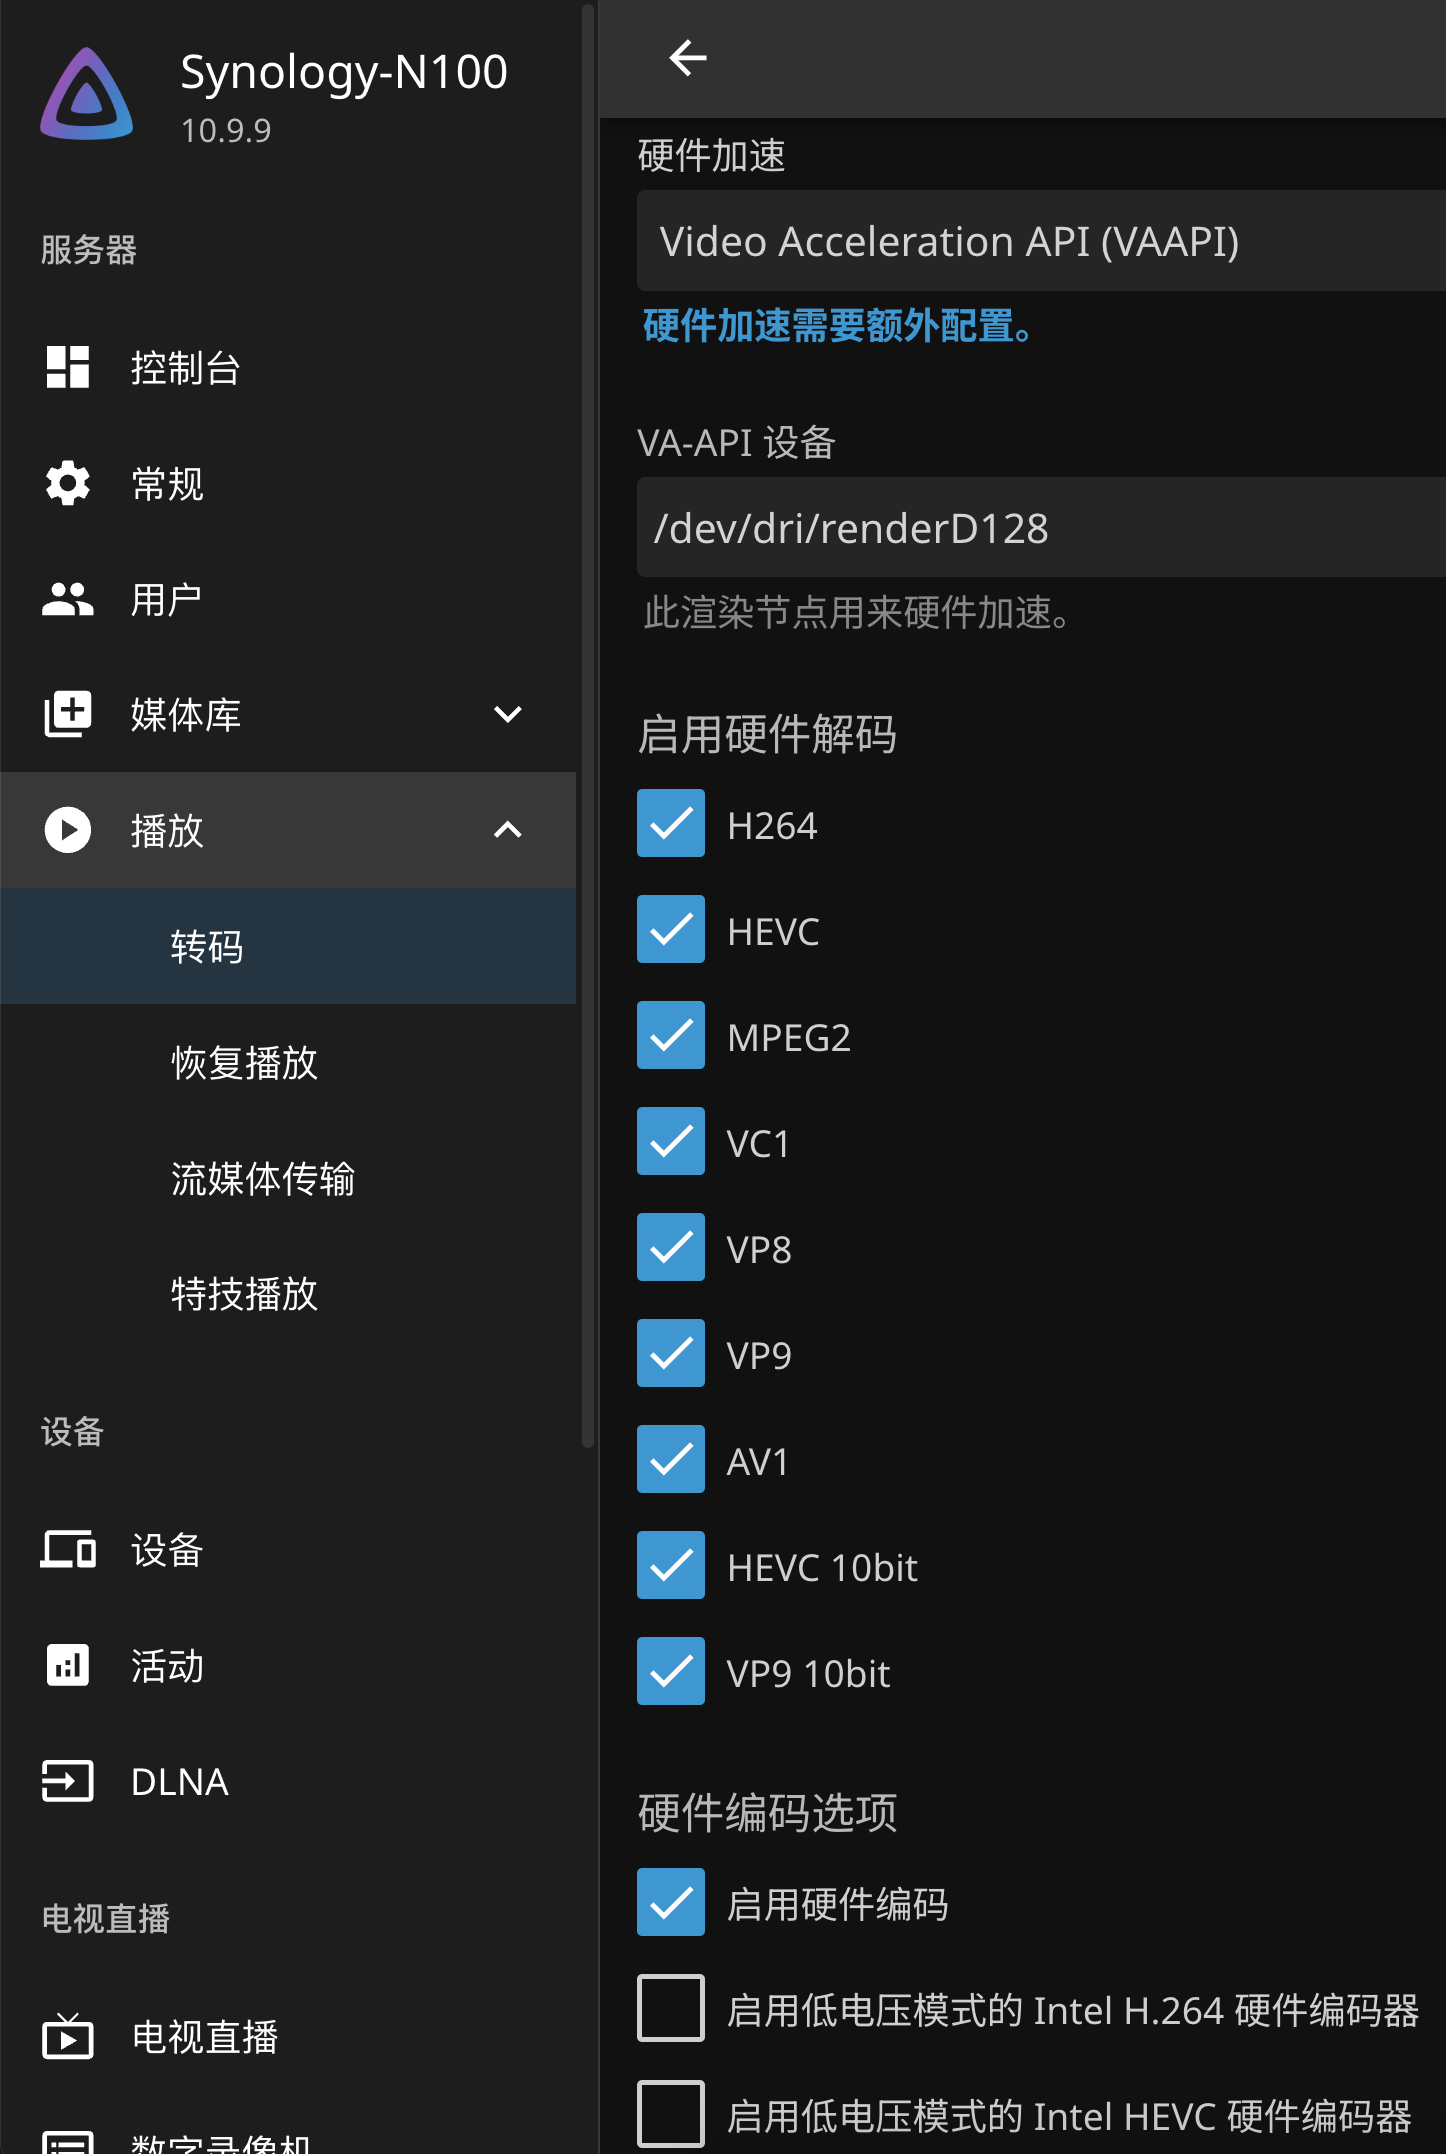 Synology-N100
10.9.9
服务器
控制台
常规
用户
媒体库
播放
转码
恢复播放
流媒体传输
特技播放
设备
设备
活动
DLNA
电视直播
电视直播
数字录像机
硬件加速
Video Acceleration API (VAAPI)
硬件加速需要额外配置。
VA-API 设备
/dev/dri/renderD128
此渲染节点用来硬件加速。
启用硬件解码
H264
HEVC
MPEG2
VC1
VP8
VP9
AV1
HEVC 10bit
VP9 10bit
硬件编码选项
启用硬件编码
启用低电压模式的 Intel H.264 硬件编码器
启用低电压模式的 Intel HEVC 硬件编码器